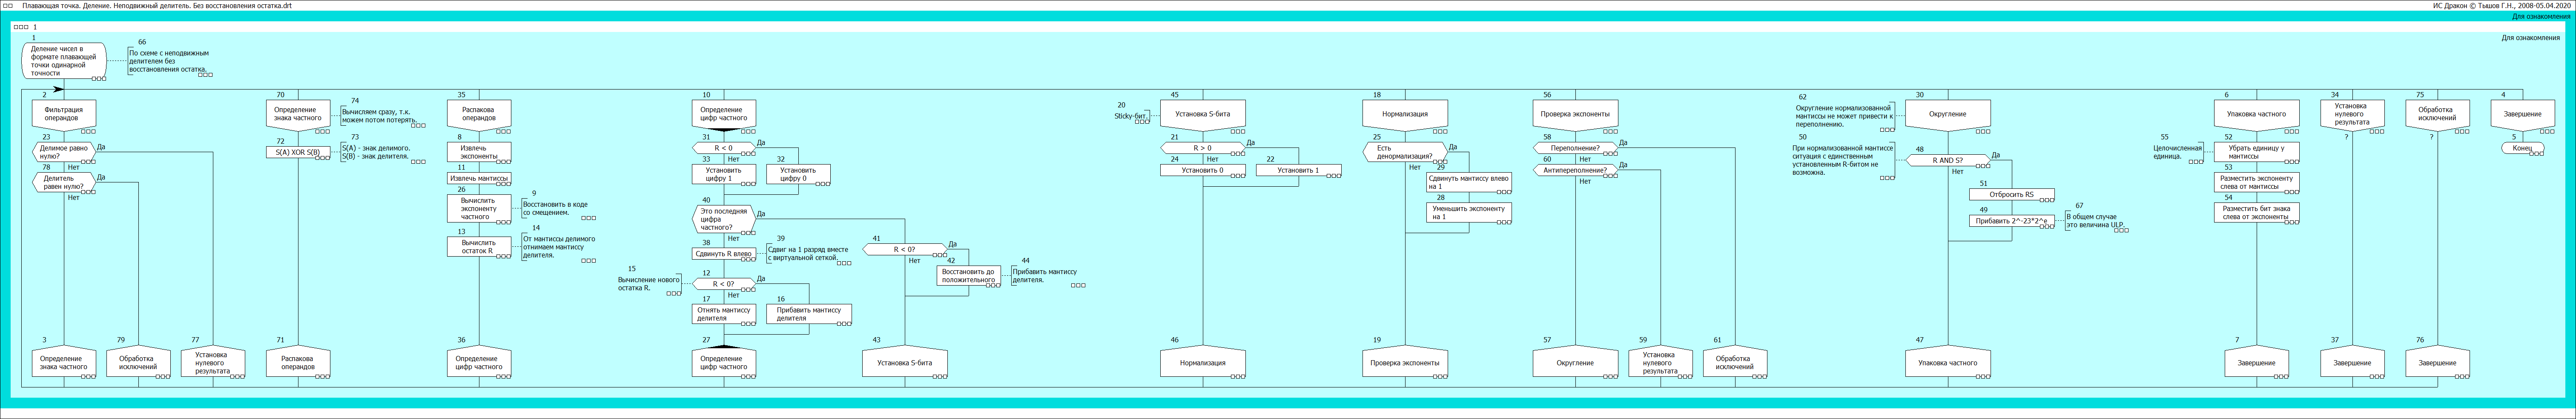 Плавающая точка. Деление. Неподвижный делитель. Без восстановления остатка.drt
ИС Дракон © Тышов Г.Н., 2008-05.04.2020
Для ознакомления
1
Для ознакомления
1
Деление чисел в
формате плавающей
точки одинарной
точности
66
По схеме с неподвижным
делителем без
восстановления остатка.
2
Фильтрация
операндов
23
Делимое равно
нулю?
Да
78
Нет
Делитель
равен нулю?
Да
Нет
3
Определение
знака частного
79
Обработка
исключений
77
Установка
нулевого
результата
70
Определение
знака частного
74
Вычисляем сразу, т.к.
можем потом потерять.
72
S(A) XOR S(B)
73
S(A) - знак делимого.
S(B) - знак делителя.
71
Распакова
операндов
35
Распакова
операндов
8
Извлечь
экспоненты
11
Извлечь мантиссы
26
Вычислить
экспоненту
частного
9
Восстановить в коде
со смещением.
13
Вычислить
остаток R
14
От мантиссы делимого
отнимаем мантиссу
делителя.
36
Определение
цифр частного
10
Определение
цифр частного
31
R < 0
Да
Нет
33
Установить
цифру 1
32
Установить
цифру 0
40
Это последняя
цифра
частного?
Да
Нет
38
Сдвинуть R влево
39
Сдвиг на 1 разряд вместе
с виртуальной сеткой.
15
Вычисление нового
остатка R.
12
R < 0?
Да
Нет
17
Отнять мантиссу
делителя
16
Прибавить мантиссу
делителя
27
Определение
цифр частного
41
R < 0?
Да
Нет
42
Восстановить до
положительного
44
Прибавить мантиссу
делителя.
43
Установка S-бита
20
Sticky-бит.
45
Установка S-бита
21
R > 0
Да
Нет
24
Установить 0
22
Установить 1
46
Нормализация
18
Нормализация
25
Есть
денормализация?
Да
Нет
29
Сдвинуть мантиссу влево
на 1
28
Уменьшить экспоненту
на 1
19
Проверка экспоненты
56
Проверка экспоненты
58
Переполнение?
Да
Нет
60
Антипереполнение?
Да
Нет
57
Округление
59
Установка
нулевого
результата
61
Обработка
исключений
62
Округление нормализованной
мантиссы не может привести к
переполнению.
30
Округление
50
При нормализованной мантиссе
ситуация с единственным
установленным R-битом не
возможна.
48
R AND S?
Да
Нет
51
Отбросить RS
49
Прибавить 2^-23*2^e
67
В общем случае
это величина ULP.
47
Упаковка частного
6
Упаковка частного
55
Целочисленная
единица.
52
Убрать единицу у
мантиссы
53
Разместить экспоненту
слева от мантиссы
54
Разместить бит знака
слева от экспоненты
7
Завершение
34
Установка
нулевого
результата
?
37
Завершение
75
Обработка
исключений
?
76
Завершение
4
Завершение
5
Конец